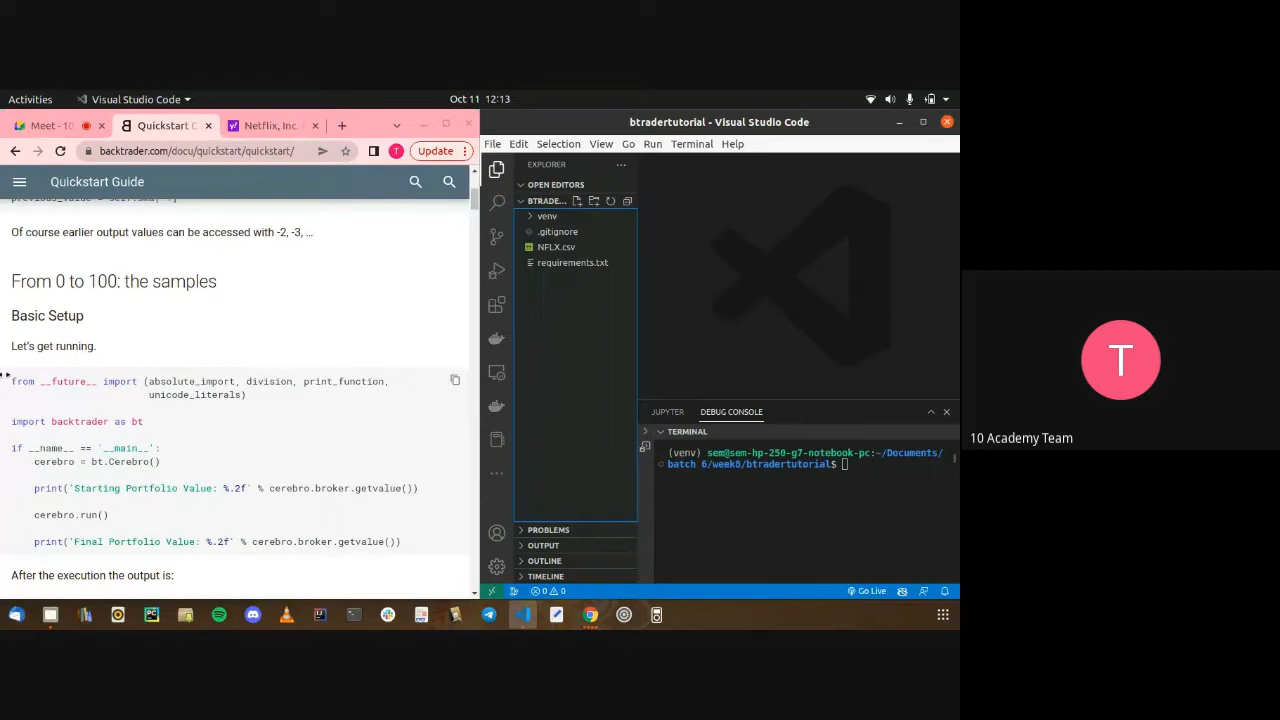 Activities
Visual Studio Code
Oct 11 12:13
Meet - 10
Quickstart G
Netflix, Inc.
backtrader.com/docu/quickstart/quickstart/
Update
Quickstart Guide
Of course earlier output values can be accessed with -2, -3, …
From 0 to 100: the samples
Basic Setup
Let's get running.
from __future__ import (absolute_import, division, print_function,
unicode_literals)
import backtrader as bt
if __name__ == '__main__':
cerebro = bt.Cerebro()
print('Starting Portfolio Value: %.2f' % cerebro.broker.getvalue())
cerebro.run()
print('Final Portfolio Value: %.2f' % cerebro.broker.getvalue())
After the execution the output is:
btradertutorial - Visual Studio Code
File Edit Selection View Go Run Terminal Help
EXPLORER
OPEN EDITORS
BTRADE...
venv
.gitignore
NFLX.csv
requirements.txt
PROBLEMS
OUTPUT
OUTLINE
TIMELINE
JUPYTER DEBUG CONSOLE
TERMINAL
(venv) sem@sem-hp-250-g7-notebook-pc:~/Documents/
batch 6/week8/btradertutorial$
0 0
Go Live
T
10 Academy Team